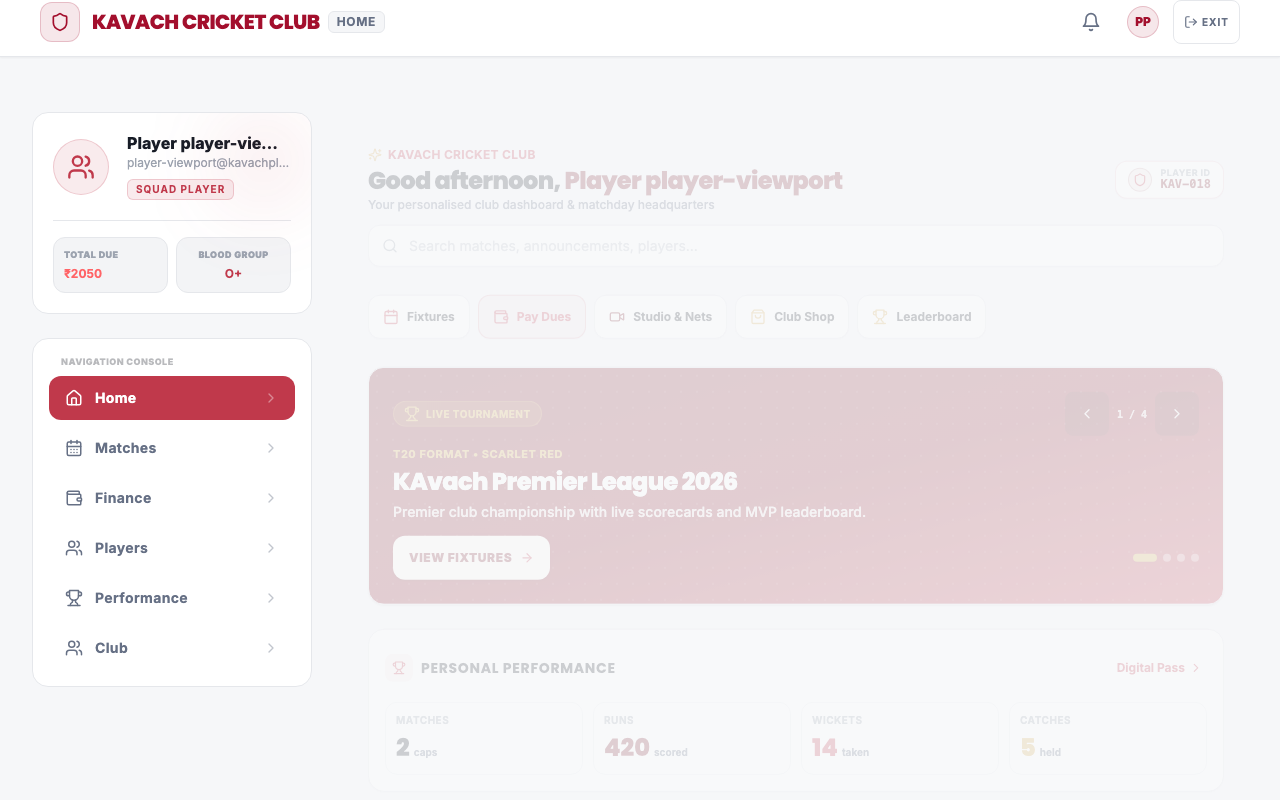 KAVACH CRICKET CLUB HOME
PP EXIT
Player player-vie...
player-viewport@kavachpl...
SQUAD PLAYER
TOTAL DUE
₹2050
BLOOD GROUP
O+
NAVIGATION CONSOLE
Home
Matches
Finance
Players
Performance
Club
KAVACH CRICKET CLUB
Good afternoon, Player player-viewport
Your personalised club dashboard & matchday headquarters
PLAYER ID
KAV-018
Search matches, announcements, players...
Fixtures
Pay Dues
Studio & Nets
Club Shop
Leaderboard
LIVE TOURNAMENT
1 / 4
T20 FORMAT • SCARLET RED
KAvach Premier League 2026
Premier club championship with live scorecards and MVP leaderboard.
VIEW FIXTURES
PERSONAL PERFORMANCE
Digital Pass
MATCHES
2 caps
RUNS
420 scored
WICKETS
14 taken
CATCHES
5 held